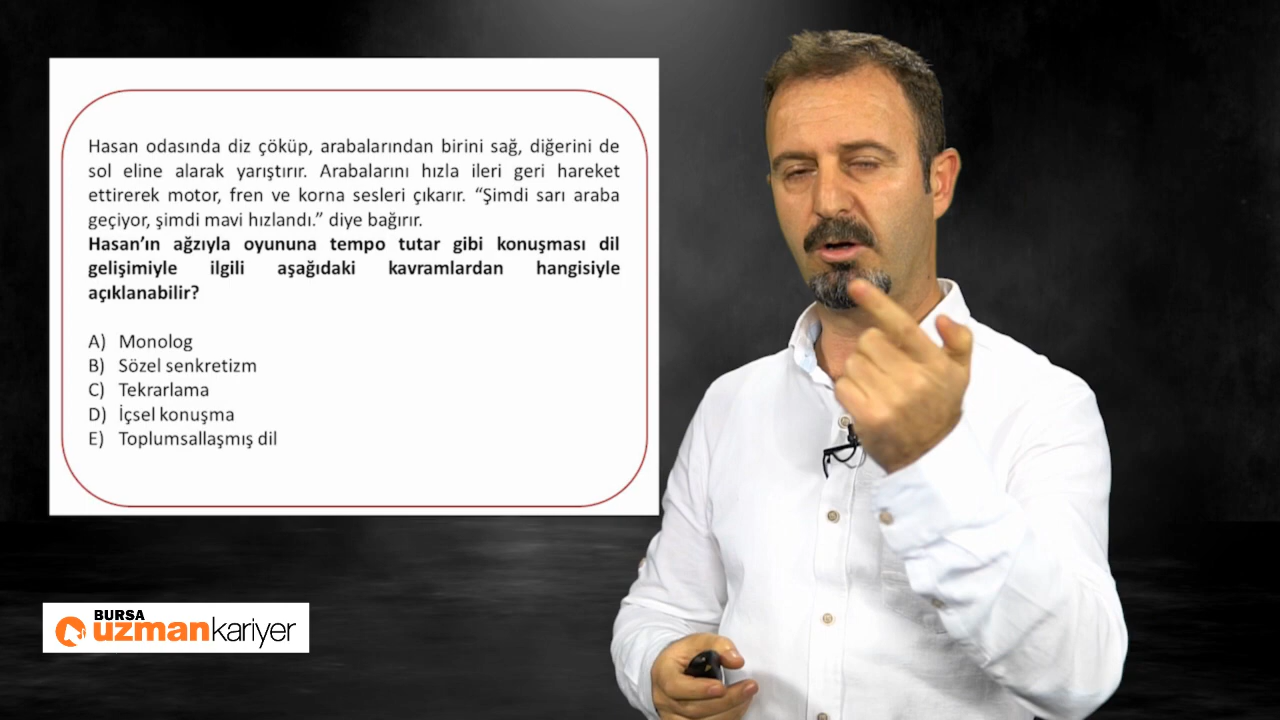 Hasan odasında diz çöküp, arabalarından birini sağ, diğerini de
sol eline alarak yarıştırır. Arabalarını hızla ileri geri hareket
ettirerek motor, fren ve korna sesleri çıkarır. “Şimdi sarı araba
geçiyor, şimdi mavi hızlandı.” diye bağırır.
Hasan’ın ağzıyla oyununa tempo tutar gibi konuşması dil
gelişimiyle ilgili aşağıdaki kavramlardan hangisiyle
açıklanabilir?
A) Monolog
B) Sözel senkretizm
C) Tekrarlama
D) İçsel konuşma
E) Toplumsallaşmış dil
BURSA
uzmankariyer